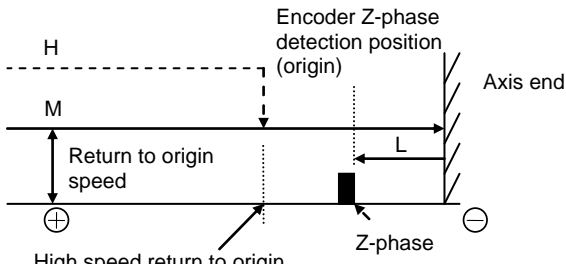 Encoder Z-phase
detection position
(origin)
H
Axis end
M
L
Return to origin
speed
⊕
⊖
Z-phase
High speed return to origin